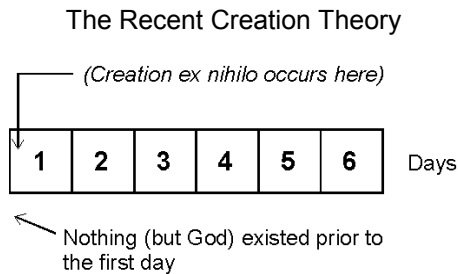 The Recent Creation Theory
(Creation ex nihilo occurs here)
1 2 3 4 5 6 Days
Nothing (but God) existed prior to
the first day